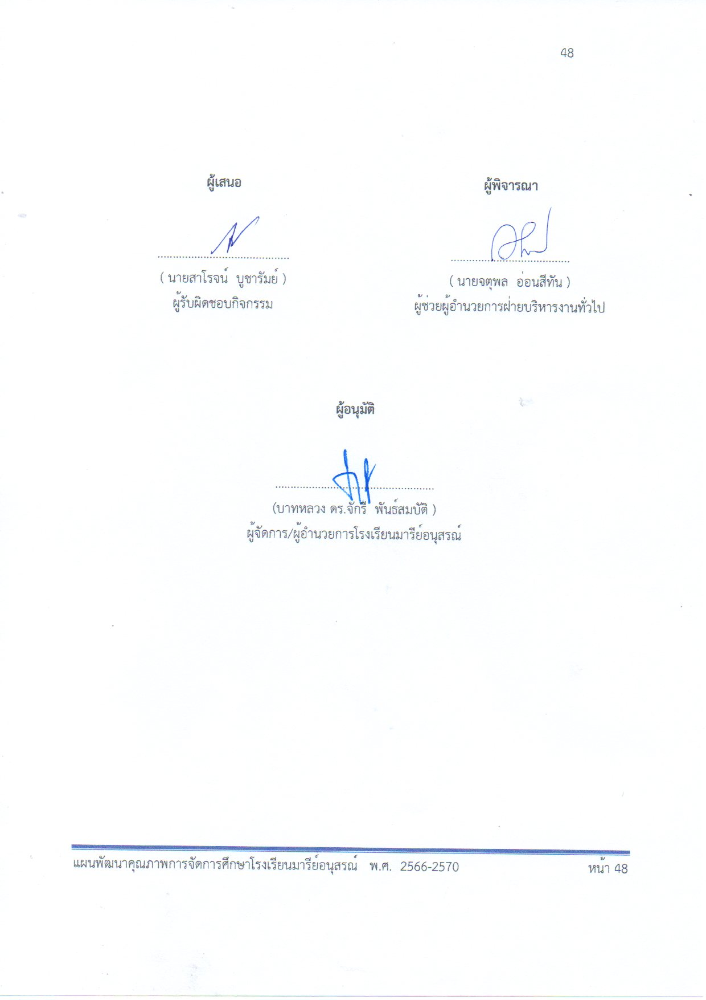 48
ผู้เสนอ
ผู้พิจารณา
( นายสาโรจน์ บูชารัมย์ )
( นายจตุพล อ่อนสีทัน )
ผู้รับผิดชอบกิจกรรม
ผู้ช่วยผู้อำนวยการฝ่ายบริหารงานทั่วไป
ผู้อนุมัติ
(บาทหลวง ดร.จักรี พันธ์สมบัติ )
ผู้จัดการ/ผู้อำนวยการโรงเรียนมารีย์อนุสรณ์
แผนพัฒนาคุณภาพการจัดการศึกษาโรงเรียนมารีย์อนุสรณ์ พ.ศ. 2566-2570 หน้า 48